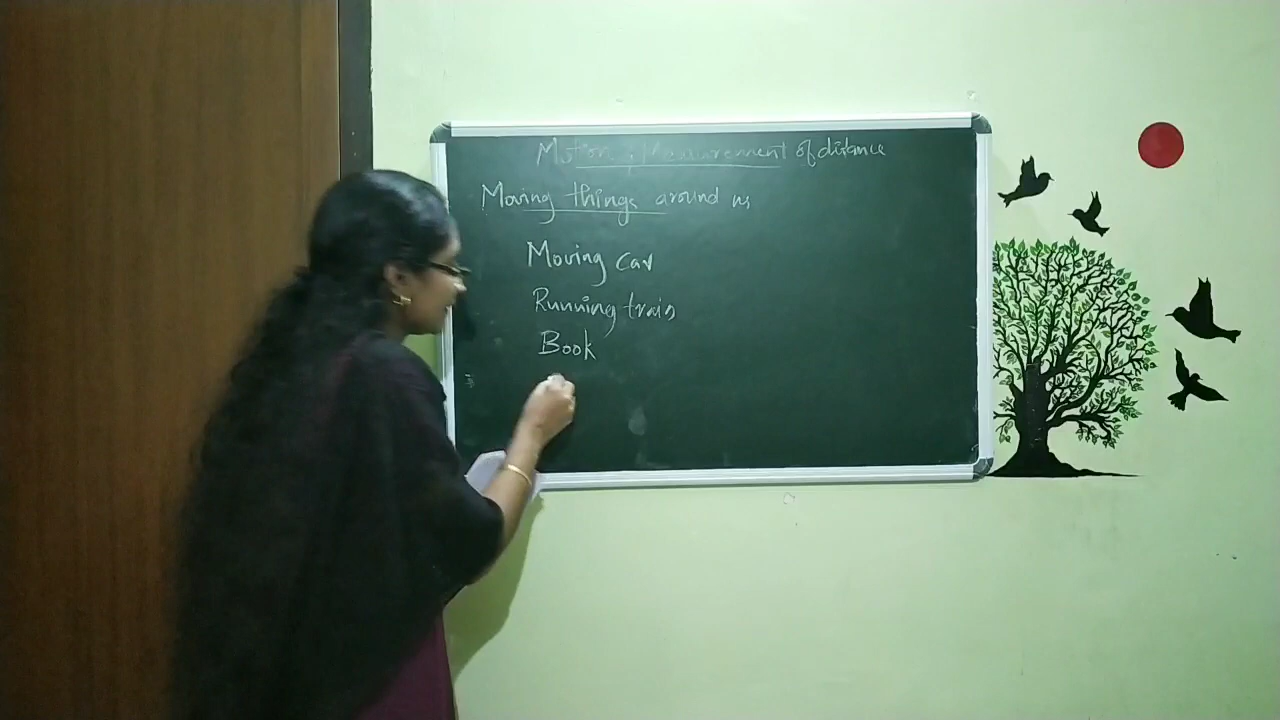 Motion, Measurement of distance
Moving things around us
Moving car
Running train
Book